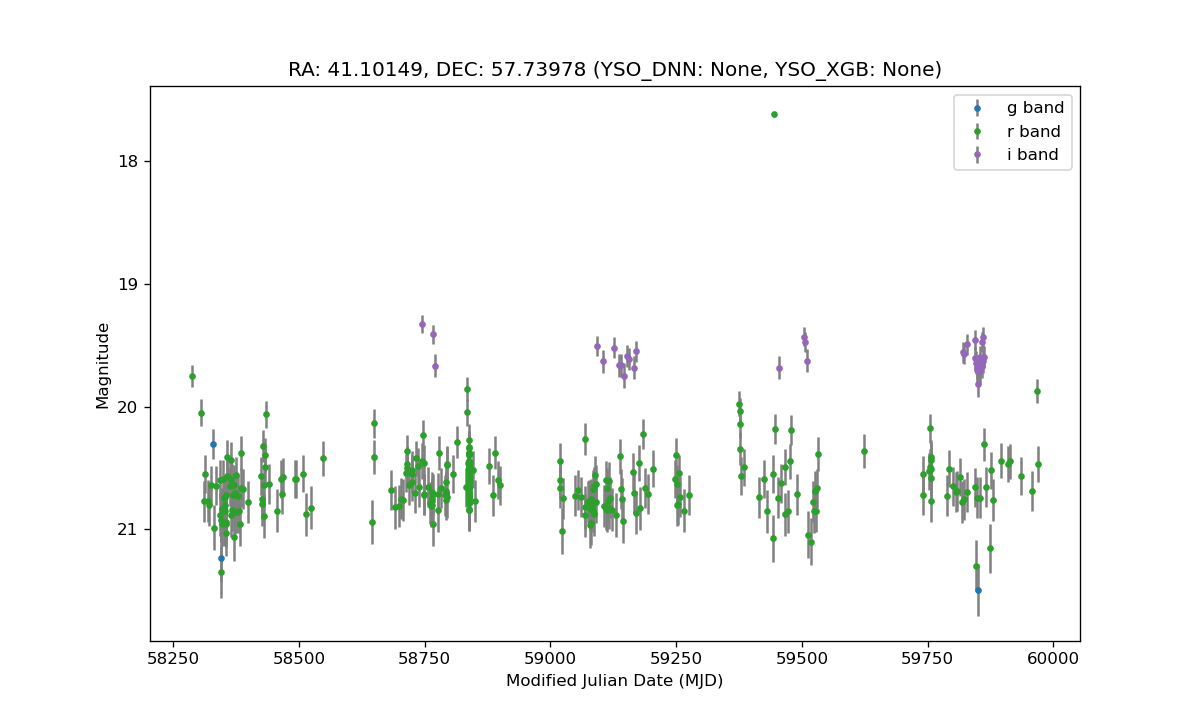 RA: 41.10149, DEC: 57.73978 (YSO_DNN: None, YSO_XGB: None)
g band
r band
i band
18
19
20
21
Magnitude
58250 58500 58750 59000 59250 59500 59750 60000
Modified Julian Date (MJD)